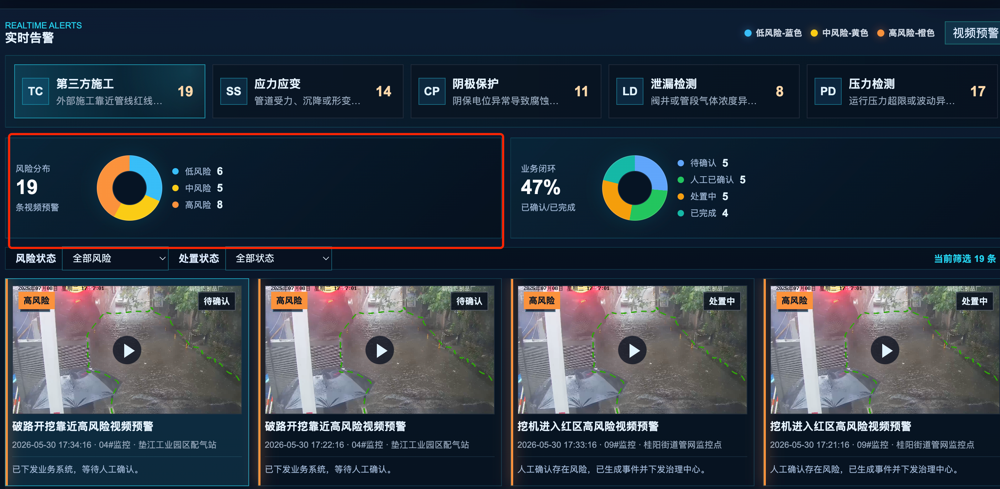 REALTIME ALERTS
实时告警
低风险-蓝色 中风险-黄色 高风险-橙色 视频预警
TC 第三方施工 外部施工靠近管线红线... 19
SS 应力应变 管道受力、沉降或形变... 14
CP 阴极保护 阴保电位异常导致腐蚀... 11
LD 泄漏检测 阀井或管段气体浓度异... 8
PD 压力检测 运行压力超限或波动异... 17
风险分布
19
条视频预警
低风险 6
中风险 5
高风险 8
业务闭环
47%
已确认/已完成
待确认 5
人工已确认 5
处置中 5
已完成 4
风险状态 全部风险 处置状态 全部状态 当前筛选 19 条
2025年07月08日 星期二 17:57:01 新桥铝制品厂
高风险 待确认
破路开挖靠近高风险视频预警
2026-05-30 17:34:16 · 04#监控 · 垫江工业园区配气站
已下发业务系统，等待人工确认。
2025年07月08日 星期二 17:57:01 新桥铝制品厂
高风险 待确认
破路开挖靠近高风险视频预警
2026-05-30 17:22:16 · 04#监控 · 垫江工业园区配气站
已下发业务系统，等待人工确认。
2025年07月08日 星期二 17:57:01 新桥铝制品厂
高风险 处置中
挖机进入红区高风险视频预警
2026-05-30 17:33:16 · 09#监控 · 桂阳街道管网监控点
人工确认存在风险，已生成事件并下发治理中心。
2025年07月08日 星期二 17:57:01 新桥铝制品厂
高风险 处置中
挖机进入红区高风险视频预警
2026-05-30 17:21:16 · 09#监控 · 桂阳街道管网监控点
人工确认存在风险，已生成事件并下发治理中心。